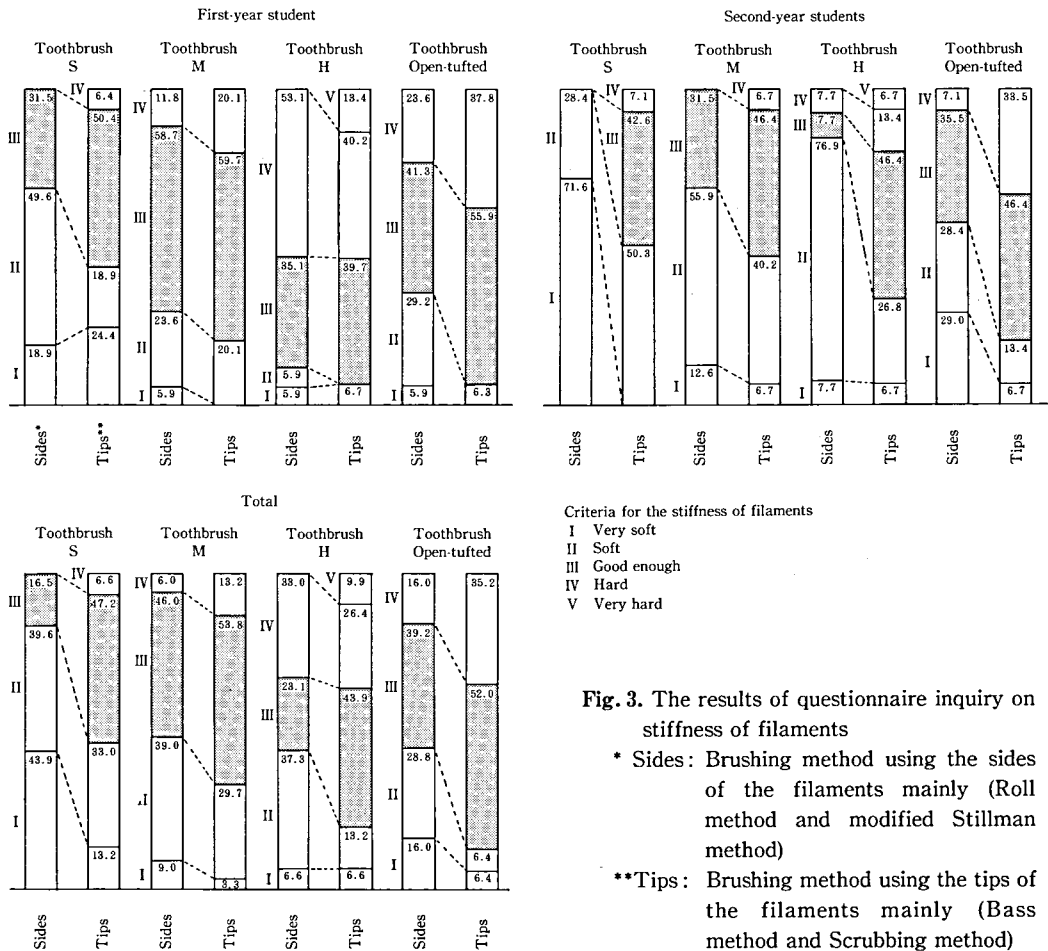 First-year student
Toothbrush S Toothbrush M Toothbrush H Toothbrush Open-tufted
IV V
31.5 6.4 11.8 20.1 53.1 13.4 23.6 37.8
IV IV
50.4
III 58.7 40.2
59.7 IV 41.3
49.6 III III 55.9
II 35.1 39.7
18.9 III 29.2
23.6 II
24.4 20.1
18.9 II II 5.9
I I 5.9 I 5.9 6.7 I 5.9 6.3
Sides* Tips** Sides Tips Sides Tips Sides Tips
Second-year students
Toothbrush S Toothbrush M Toothbrush H Toothbrush Open-tufted
IV IV V
28.4 7.1 31.5 6.7 IV 7.7 6.7 IV 7.1 33.5
II III 42.6 III 46.4 III 7.7 13.4 35.5
76.9 III
71.6 55.9 46.4 46.4
50.3 40.2 II II 28.4
I II 26.8 29.0 13.4
I 12.6 6.7 I 7.7 6.7 I 6.7
Sides Tips Sides Tips Sides Tips Sides Tips
Total
Toothbrush S Toothbrush M Toothbrush H Toothbrush Open-tufted
IV V
16.5 6.6 IV 6.0 13.2 33.0 9.9 16.0 35.2
III 47.2 46.0 26.4 IV
39.6 53.8 IV 39.2
II III 23.1 43.9 III 52.0
43.9 33.0 39.0 III 37.3 28.8
I 29.7 II II
13.2 13.2 16.0 6.4
I 9.0 3.3 I 6.6 6.6 I 6.4
Sides Tips Sides Tips Sides Tips Sides Tips
Criteria for the stiffness of filaments
I Very soft
II Soft
III Good enough
IV Hard
V Very hard
Fig. 3. The results of questionnaire inquiry on
stiffness of filaments
* Sides: Brushing method using the sides
of the filaments mainly (Roll
method and modified Stillman
method)
**Tips: Brushing method using the tips of
the filaments mainly (Bass
method and Scrubbing method)